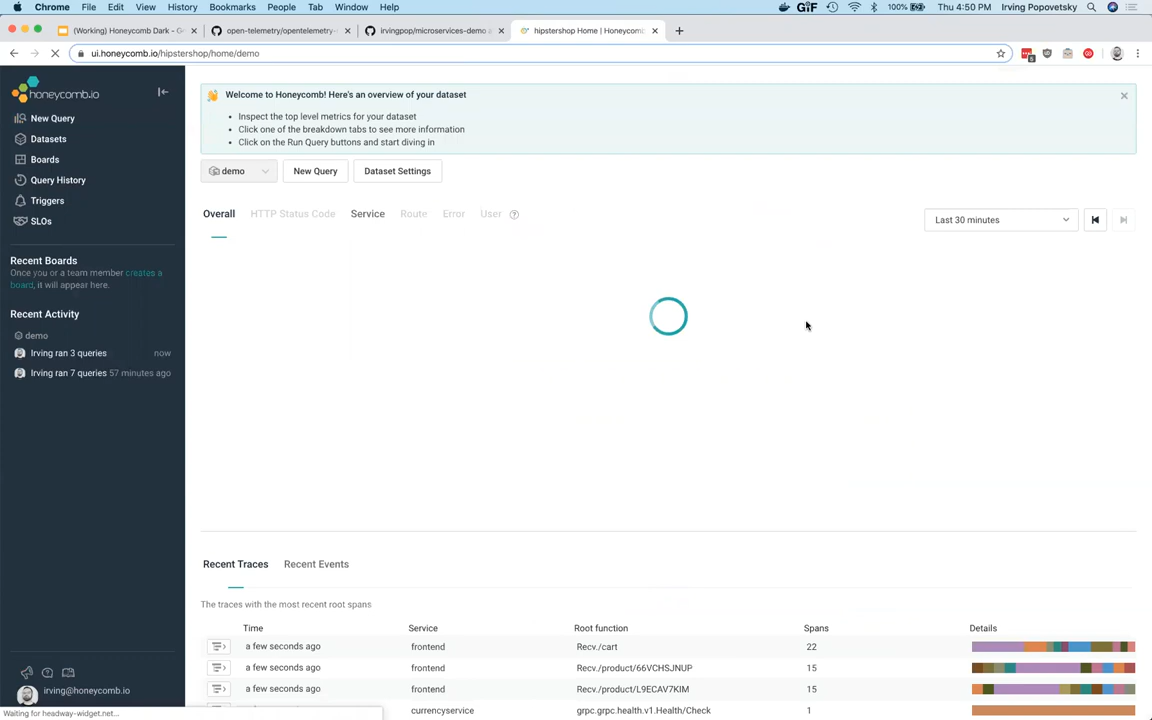 Chrome File Edit View History Bookmarks People Tab Window Help GIF 100% Thu 4:50 PM Irving Popovetsky
(Working) Honeycomb Dark - G open-telemetry/opentelemetry- irvingpop/microservices-demo hipstershop Home | Honeycomb
ui.honeycomb.io/hipstershop/home/demo
honeycomb.io
New Query
Datasets
Boards
Query History
Triggers
SLOs
Recent Boards
Once you or a team member creates a
board, it will appear here.
Recent Activity
demo
Irving ran 3 queries now
Irving ran 7 queries 57 minutes ago
irving@honeycomb.io
Waiting for headway-widget.net...
Welcome to Honeycomb! Here's an overview of your dataset
• Inspect the top level metrics for your dataset
• Click one of the breakdown tabs to see more information
• Click on the Run Query buttons and start diving in
demo New Query Dataset Settings
Overall HTTP Status Code Service Route Error User ? Last 30 minutes
Recent Traces Recent Events
The traces with the most recent root spans
Time Service Root function Spans Details
a few seconds ago frontend Recv./cart 22
a few seconds ago frontend Recv./product/66VCHSJNUP 15
a few seconds ago frontend Recv./product/L9ECAV7KIM 15
currencyservice grpc.grpc.health.v1.Health/Check 1